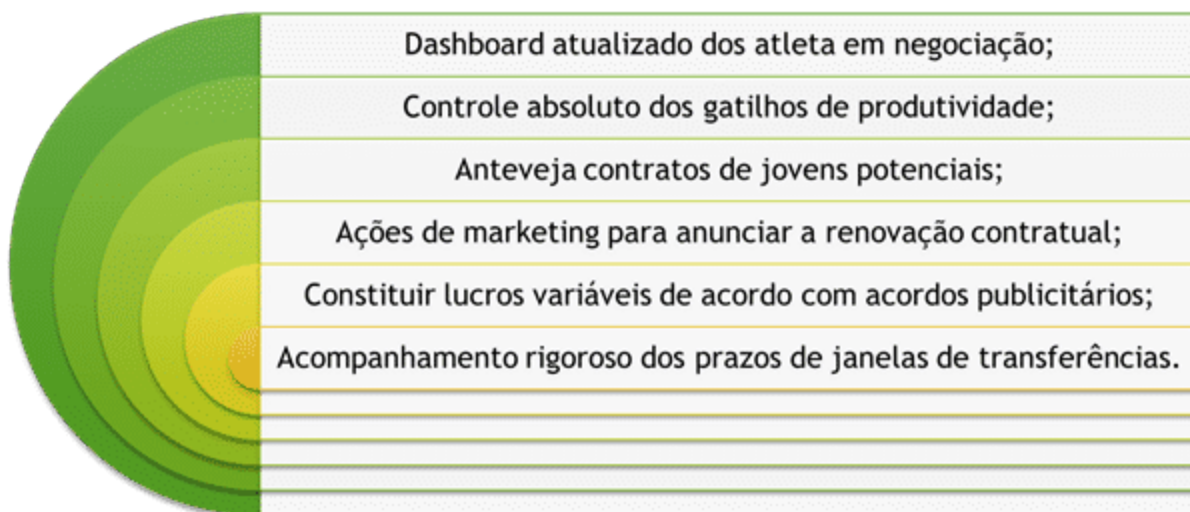 Dashboard atualizado dos atleta em negociação;
Controle absoluto dos gatilhos de produtividade;
Anteveja contratos de jovens potenciais;
Ações de marketing para anunciar a renovação contratual;
Constituir lucros variáveis de acordo com acordos publicitários;
Acompanhamento rigoroso dos prazos de janelas de transferências.